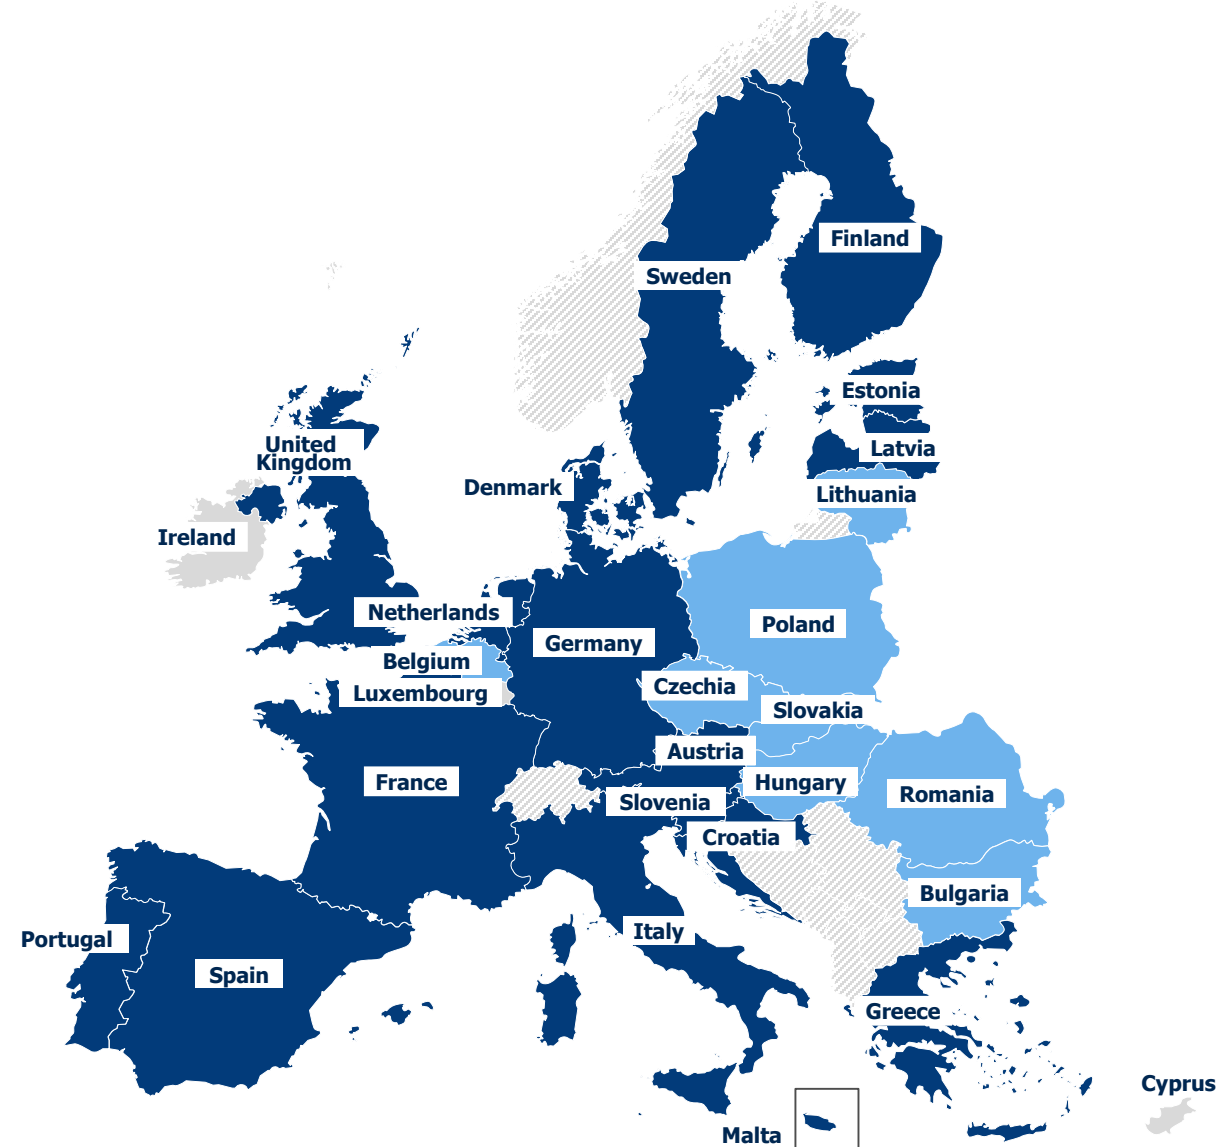 Finland
Sweden
Estonia
United
Kingdom
Latvia
Denmark
Lithuania
Ireland
Netherlands
Poland
Germany
Belgium
Czechia
Luxembourg
Slovakia
Austria
France
Hungary
Romania
Slovenia
Croatia
Bulgaria
Italy
Portugal
Spain
Greece
Cyprus
Malta